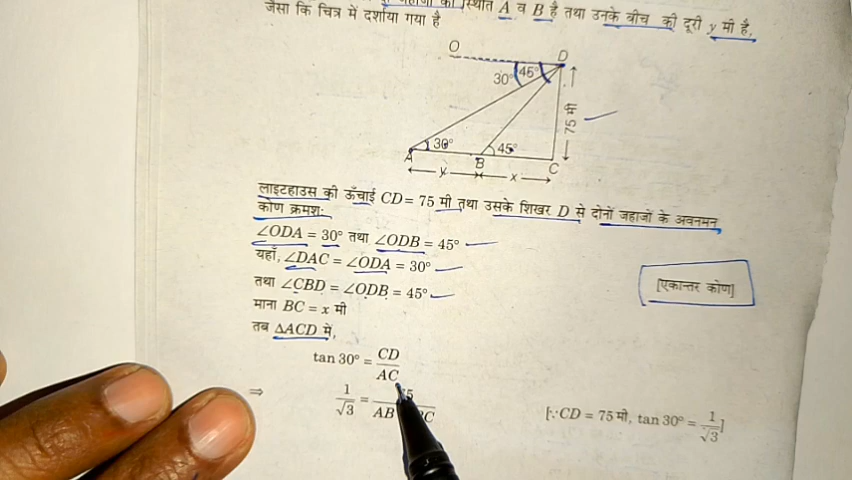 स्थिति A व B है तथा उनके बीच की दूरी y मी है,
जैसा कि चित्र में दर्शाया गया है
O D
30° 45°
75 मी
A 30° B 45° C
y x
लाइटहाउस की ऊँचाई CD = 75 मी तथा उसके शिखर D से दोनों जहाजों के अवनमन
कोण क्रमशः
∠ODA = 30° तथा ∠ODB = 45°
यहाँ, ∠DAC = ∠ODA = 30°
तथा ∠CBD = ∠ODB = 45° [एकान्तर कोण]
माना BC = x मी
तब ΔACD में,
tan 30° = CD/AC
⇒ 1/√3 = 75/AB BC [∵ CD = 75 मी, tan 30° = 1/√3]